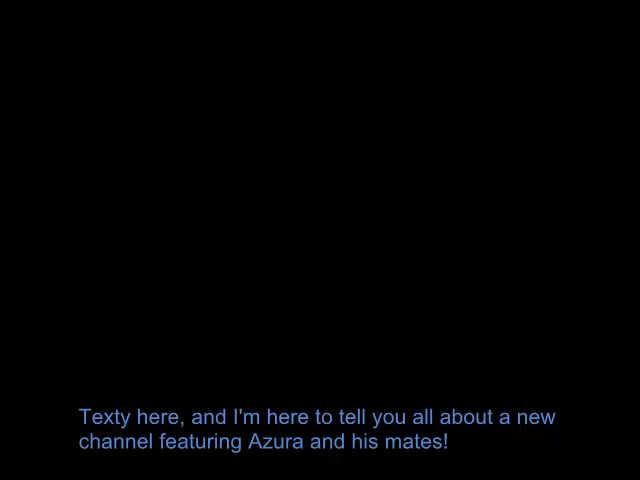 Texty here, and I'm here to tell you all about a new
channel featuring Azura and his mates!